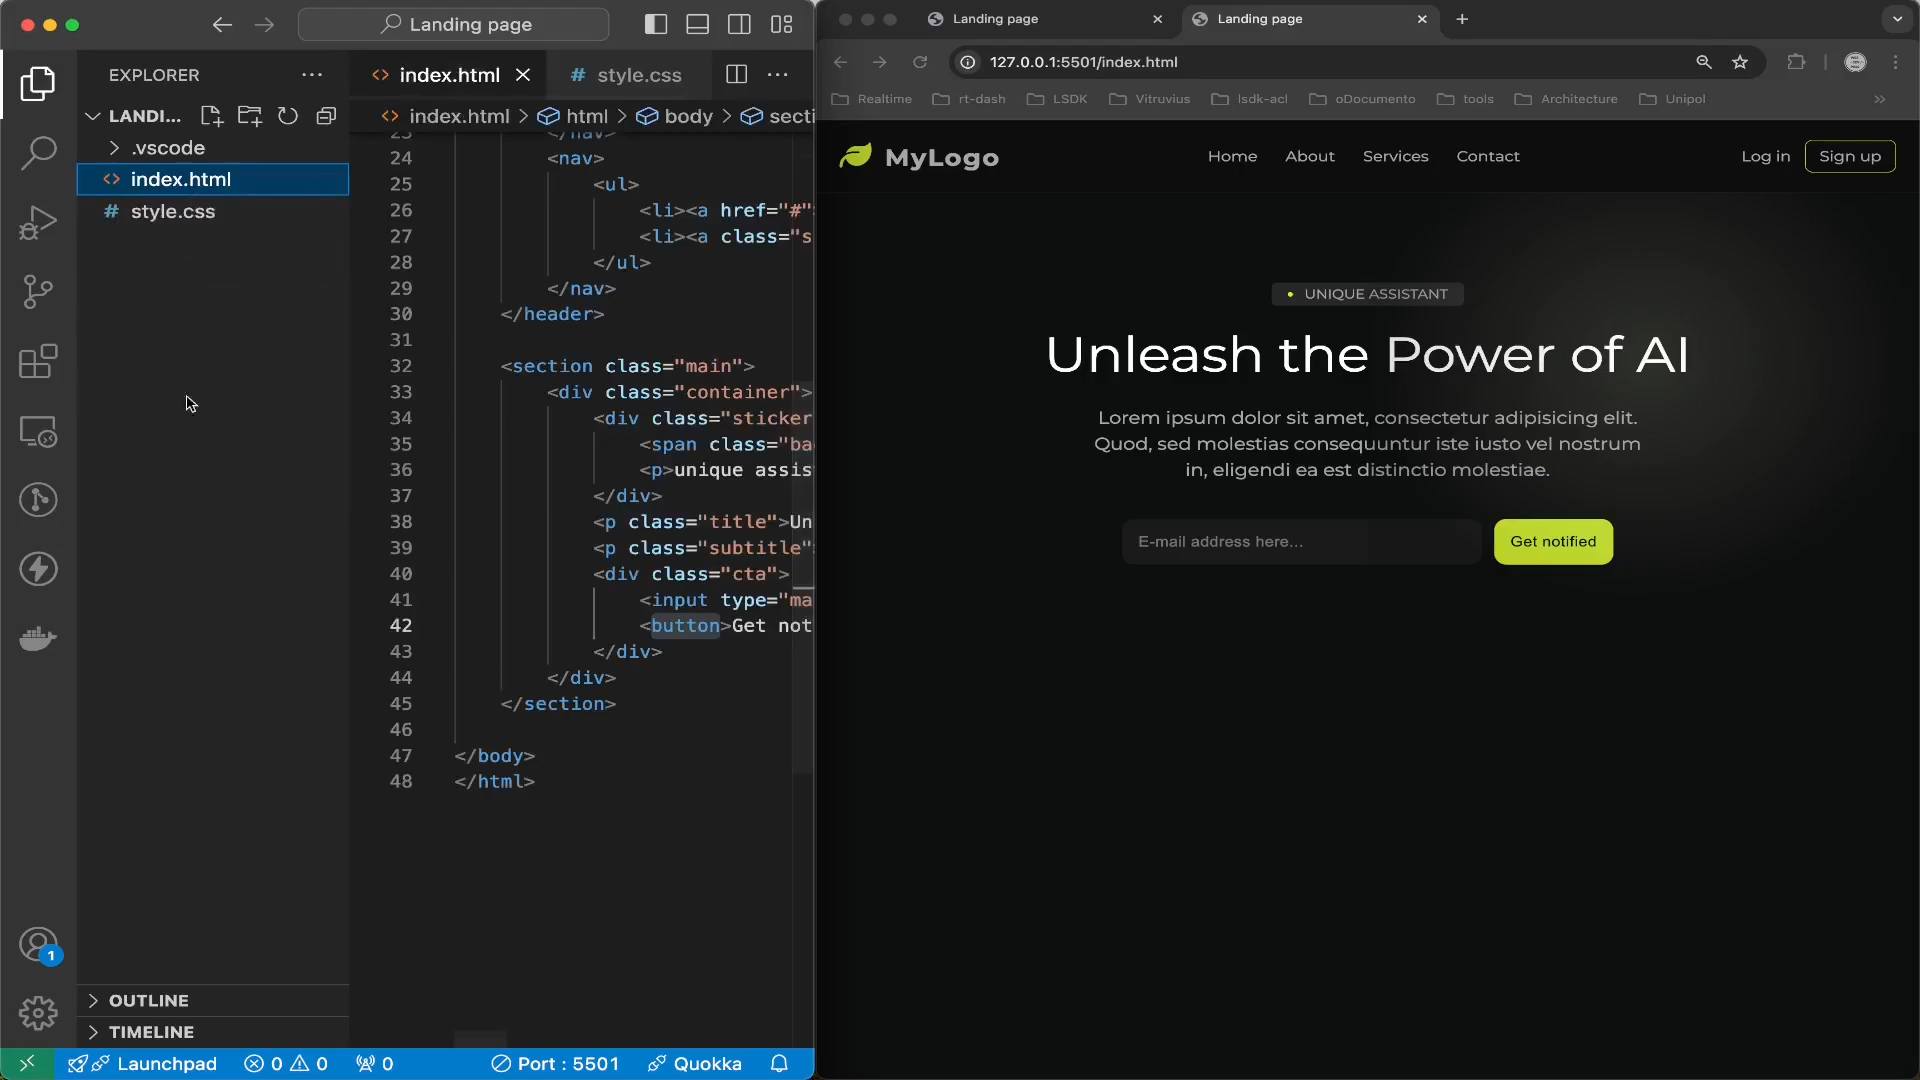 Landing page
EXPLORER
LANDI...
.vscode
index.html
style.css
OUTLINE
TIMELINE
1
index.html
style.css
index.html > html > body > secti
23 </nav>
24 <nav>
25 <ul>
26 <li><a href="#"
27 <li><a class="s
28 </ul>
29 </nav>
30 </header>
31
32 <section class="main">
33 <div class="container">
34 <div class="sticker
35 <span class="ba
36 <p>unique assis
37 </div>
38 <p class="title">Un
39 <p class="subtitle"
40 <div class="cta">
41 <input type="ma
42 <button>Get not
43 </div>
44 </div>
45 </section>
46
47 </body>
48 </html>
Launchpad
0 0
0
Port : 5501
Quokka
Landing page
Landing page
127.0.0.1:5501/index.html
Realtime
rt-dash
LSDK
Vitruvius
lsdk-acl
oDocumento
tools
Architecture
Unipol
MyLogo
Home
About
Services
Contact
Log in
Sign up
• UNIQUE ASSISTANT
Unleash the Power of AI
Lorem ipsum dolor sit amet, consectetur adipisicing elit.
Quod, sed molestias consequuntur iste iusto vel nostrum
in, eligendi ea est distinctio molestiae.
E-mail address here...
Get notified